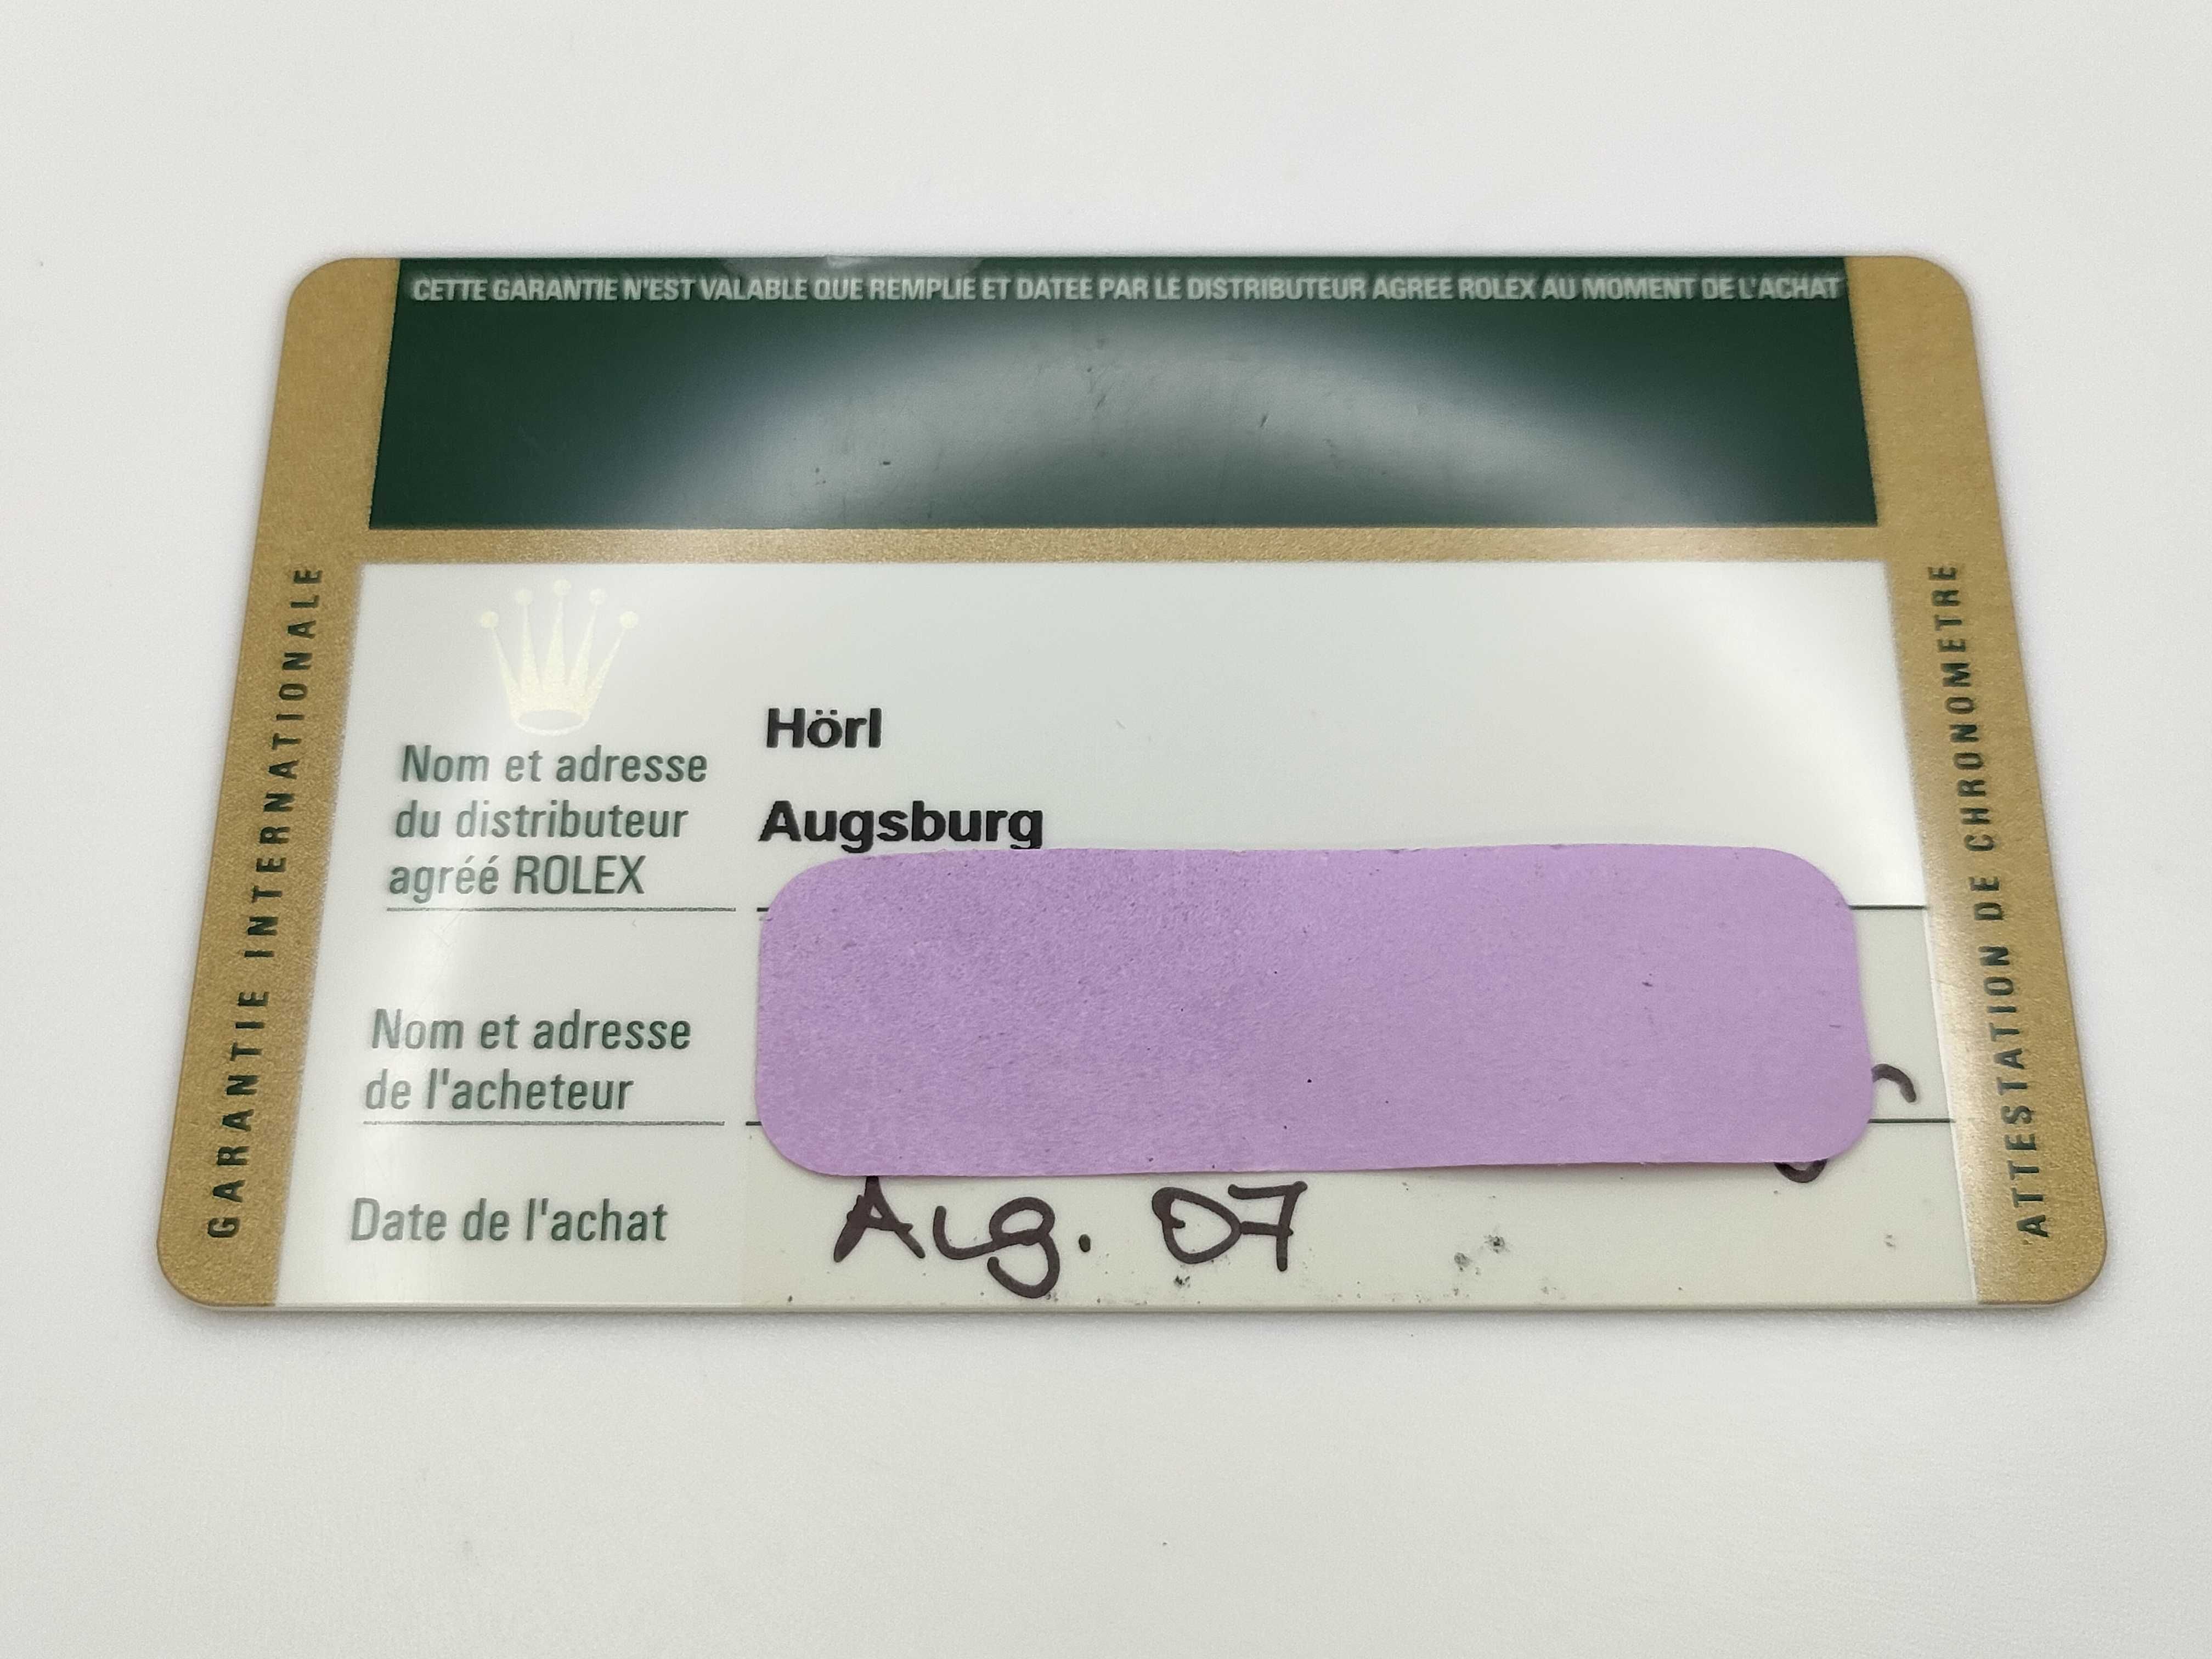 CETTE GARANTIE N'EST VALABLE QUE REMPLIE ET DATEE PAR LE DISTRIBUTEUR AGREE ROLEX AU MOMENT DE L'ACHAT
GARANTIE INTERNATIONALE
Nom et adresse
du distributeur
agréé ROLEX
Hörl
Augsburg
Nom et adresse
de l'acheteur
Date de l'achat
Aug. 07
ATTESTATION DE CHRONOMETRE